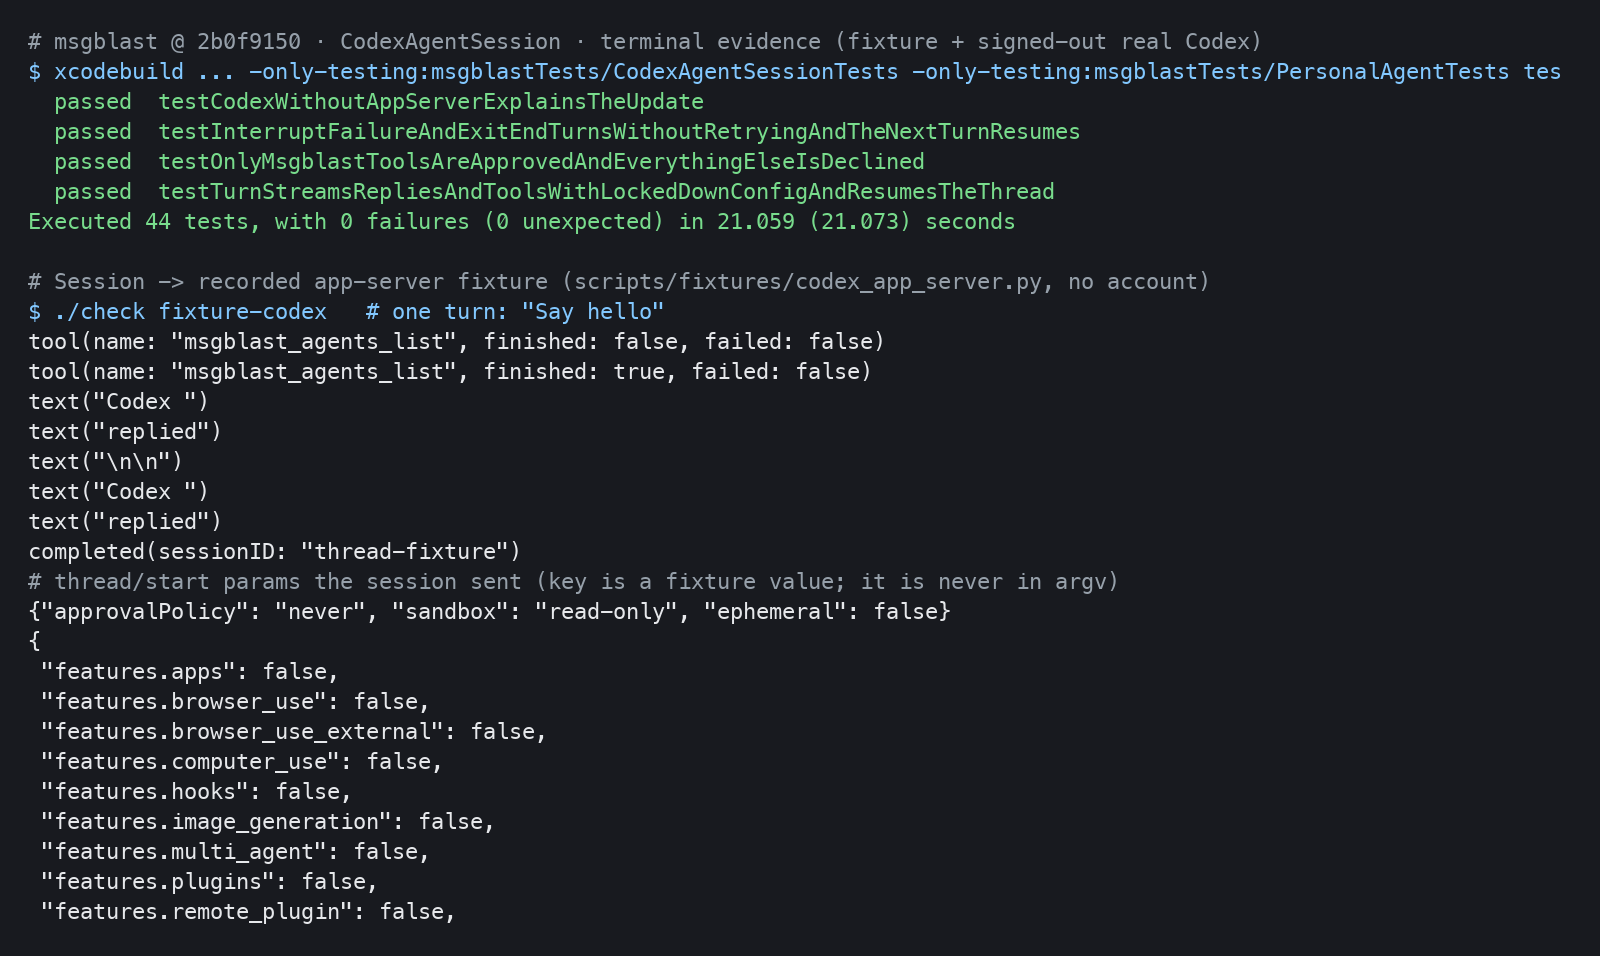 # msgblast @ 2b0f9150 · CodexAgentSession · terminal evidence (fixture + signed-out real Codex)
$ xcodebuild ... -only-testing:msgblastTests/CodexAgentSessionTests -only-testing:msgblastTests/PersonalAgentTests tes
  passed  testCodexWithoutAppServerExplainsTheUpdate
  passed  testInterruptFailureAndExitEndTurnsWithoutRetryingAndTheNextTurnResumes
  passed  testOnlyMsgblastToolsAreApprovedAndEverythingElseIsDeclined
  passed  testTurnStreamsRepliesAndToolsWithLockedDownConfigAndResumesTheThread
Executed 44 tests, with 0 failures (0 unexpected) in 21.059 (21.073) seconds

# Session -> recorded app-server fixture (scripts/fixtures/codex_app_server.py, no account)
$ ./check fixture-codex   # one turn: "Say hello"
tool(name: "msgblast_agents_list", finished: false, failed: false)
tool(name: "msgblast_agents_list", finished: true, failed: false)
text("Codex ")
text("replied")
text("\n\n")
text("Codex ")
text("replied")
completed(sessionID: "thread-fixture")
# thread/start params the session sent (key is a fixture value; it is never in argv)
{"approvalPolicy": "never", "sandbox": "read-only", "ephemeral": false}
{
 "features.apps": false,
 "features.browser_use": false,
 "features.browser_use_external": false,
 "features.computer_use": false,
 "features.hooks": false,
 "features.image_generation": false,
 "features.multi_agent": false,
 "features.plugins": false,
 "features.remote_plugin": false,